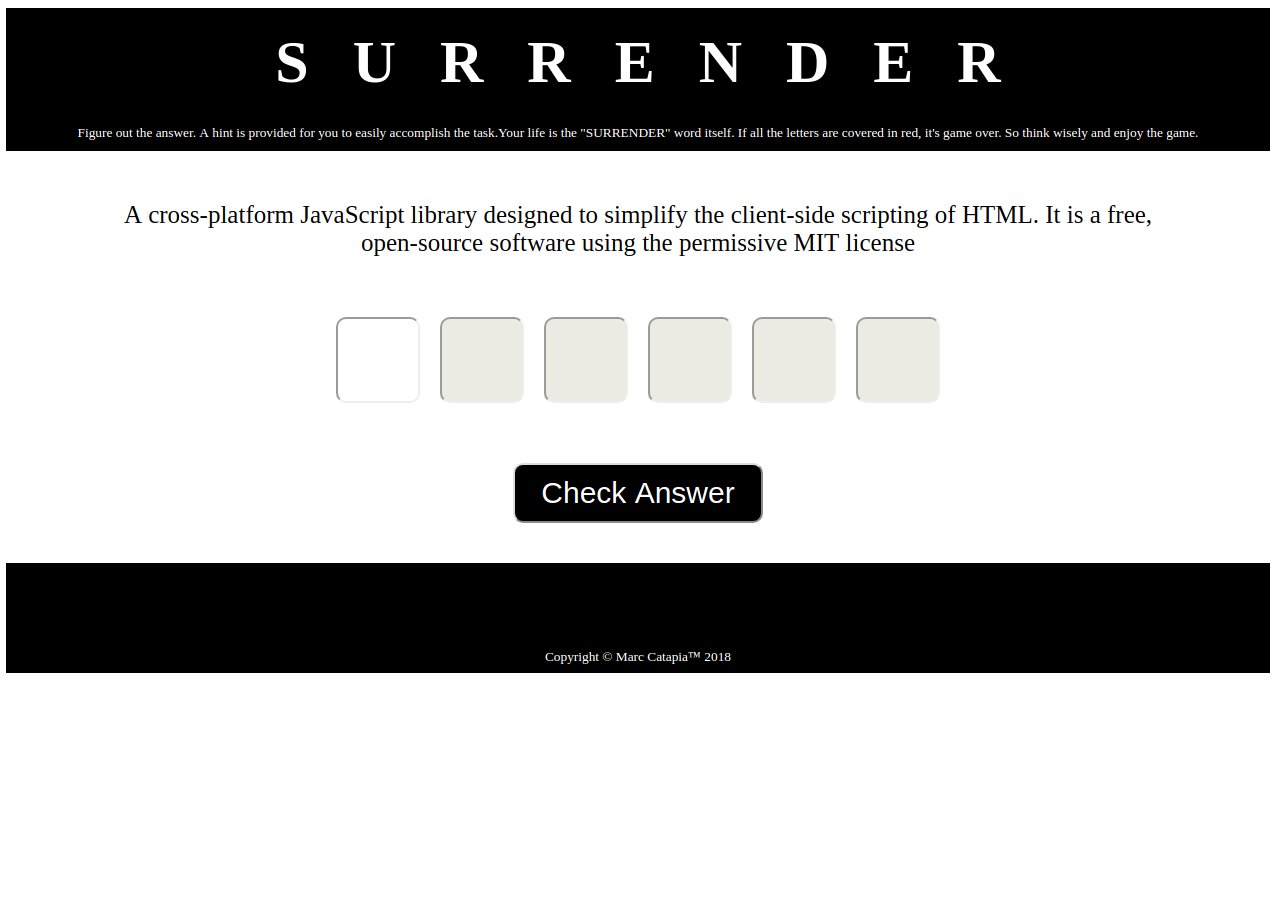 S U R R E N D E R
Figure out the answer. A hint is provided for you to easily accomplish the task.Your life is the "SURRENDER" word itself. If all the letters are covered in red, it's game over. So think wisely and enjoy the game.
A cross-platform JavaScript library designed to simplify the client-side scripting of HTML. It is a free,
open-source software using the permissive MIT license
Check Answer
Copyright © Marc Catapia™ 2018